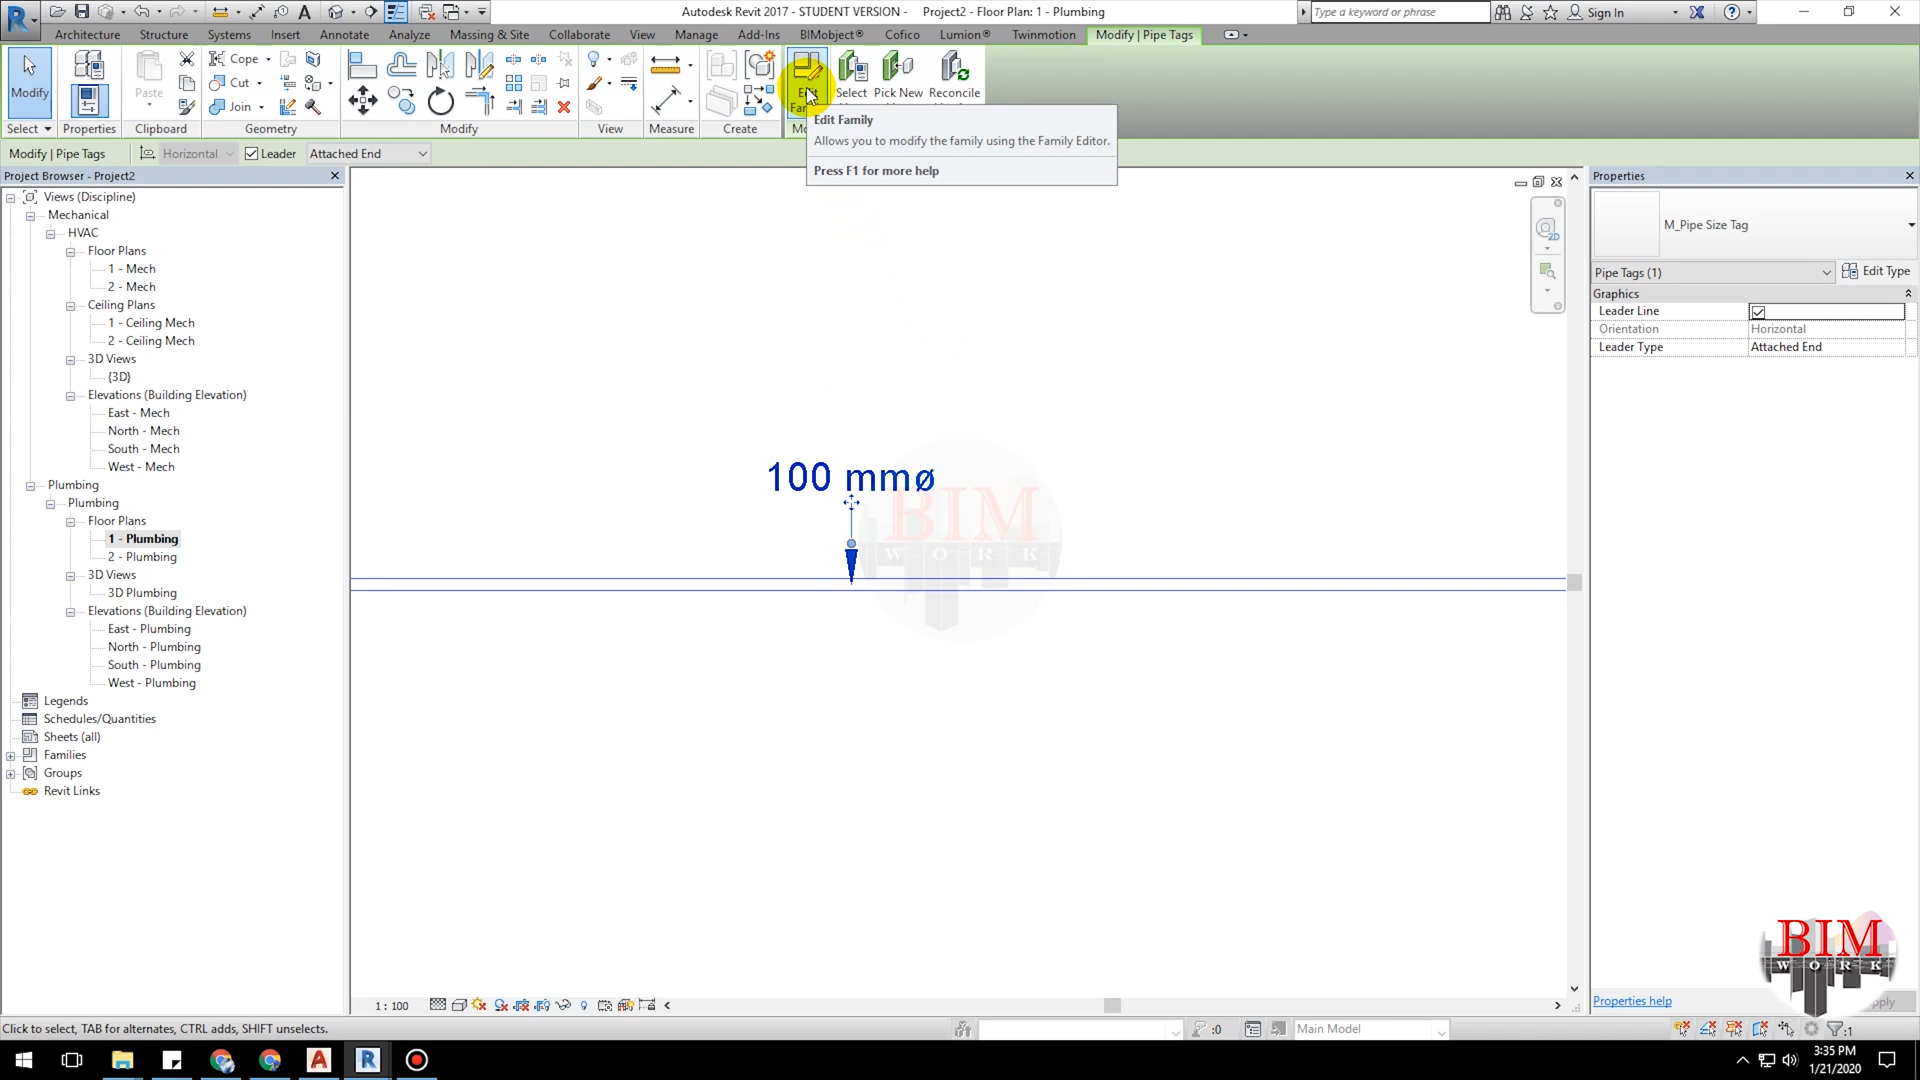 Autodesk Revit 2017 - STUDENT VERSION - Project2 - Floor Plan: 1 - Plumbing
Type a keyword or phrase
Sign In
Architecture Structure Systems Insert Annotate Analyze Massing & Site Collaborate View Manage Add-Ins BIMobject® Cofico Lumion® Twinmotion Modify | Pipe Tags
Modify
Paste
Cope
Cut
Join
Select Pick New Reconcile
Select Properties Clipboard Geometry Modify View Measure Create
Edit Family
Allows you to modify the family using the Family Editor.
Press F1 for more help
Modify | Pipe Tags Horizontal Leader Attached End
Project Browser - Project2
Views (Discipline)
Mechanical
HVAC
Floor Plans
1 - Mech
2 - Mech
Ceiling Plans
1 - Ceiling Mech
2 - Ceiling Mech
3D Views
{3D}
Elevations (Building Elevation)
East - Mech
North - Mech
South - Mech
West - Mech
Plumbing
Plumbing
Floor Plans
1 - Plumbing
2 - Plumbing
3D Views
3D Plumbing
Elevations (Building Elevation)
East - Plumbing
North - Plumbing
South - Plumbing
West - Plumbing
Legends
Schedules/Quantities
Sheets (all)
Families
Groups
Revit Links
2D
100 mmø
BIM
WORK
Properties
M_Pipe Size Tag
Pipe Tags (1)
Edit Type
Graphics
Leader Line
Orientation Horizontal
Leader Type Attached End
BIM
WORK
Properties help
1 : 100
Click to select, TAB for alternates, CTRL adds, SHIFT unselects.
:0
Main Model
:1
3:35 PM
1/21/2020